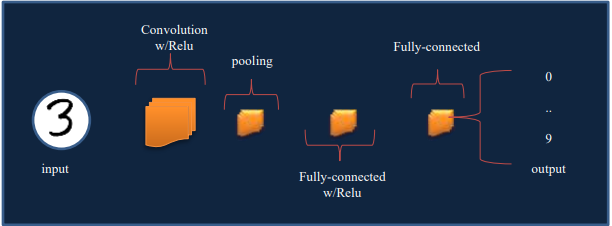 Convolution
w/Relu
pooling
Fully-connected
3
input
Fully-connected
w/Relu
0
..
9
output